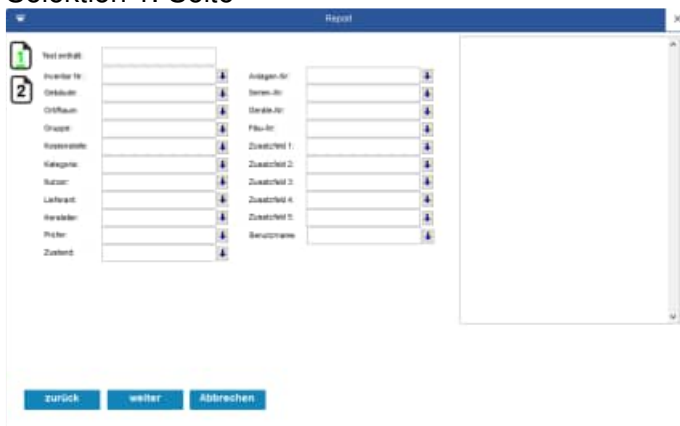 Selektion 1. Seite
Report
1
Text enthält:
2
Inventar Nr.:
Gebäude:
Ort/Raum:
Gruppe:
Kostenstelle:
Kategorie:
Nutzer:
Lieferant:
Hersteller:
Prüfer:
Zustand:
Anlagen-Nr:
Serien-Nr:
Geräte-Nr:
Zusatzfeld 1:
Zusatzfeld 2:
Zusatzfeld 3:
Zusatzfeld 4:
Zusatzfeld 5:
Benutzername
zurück
weiter
Abbrechen